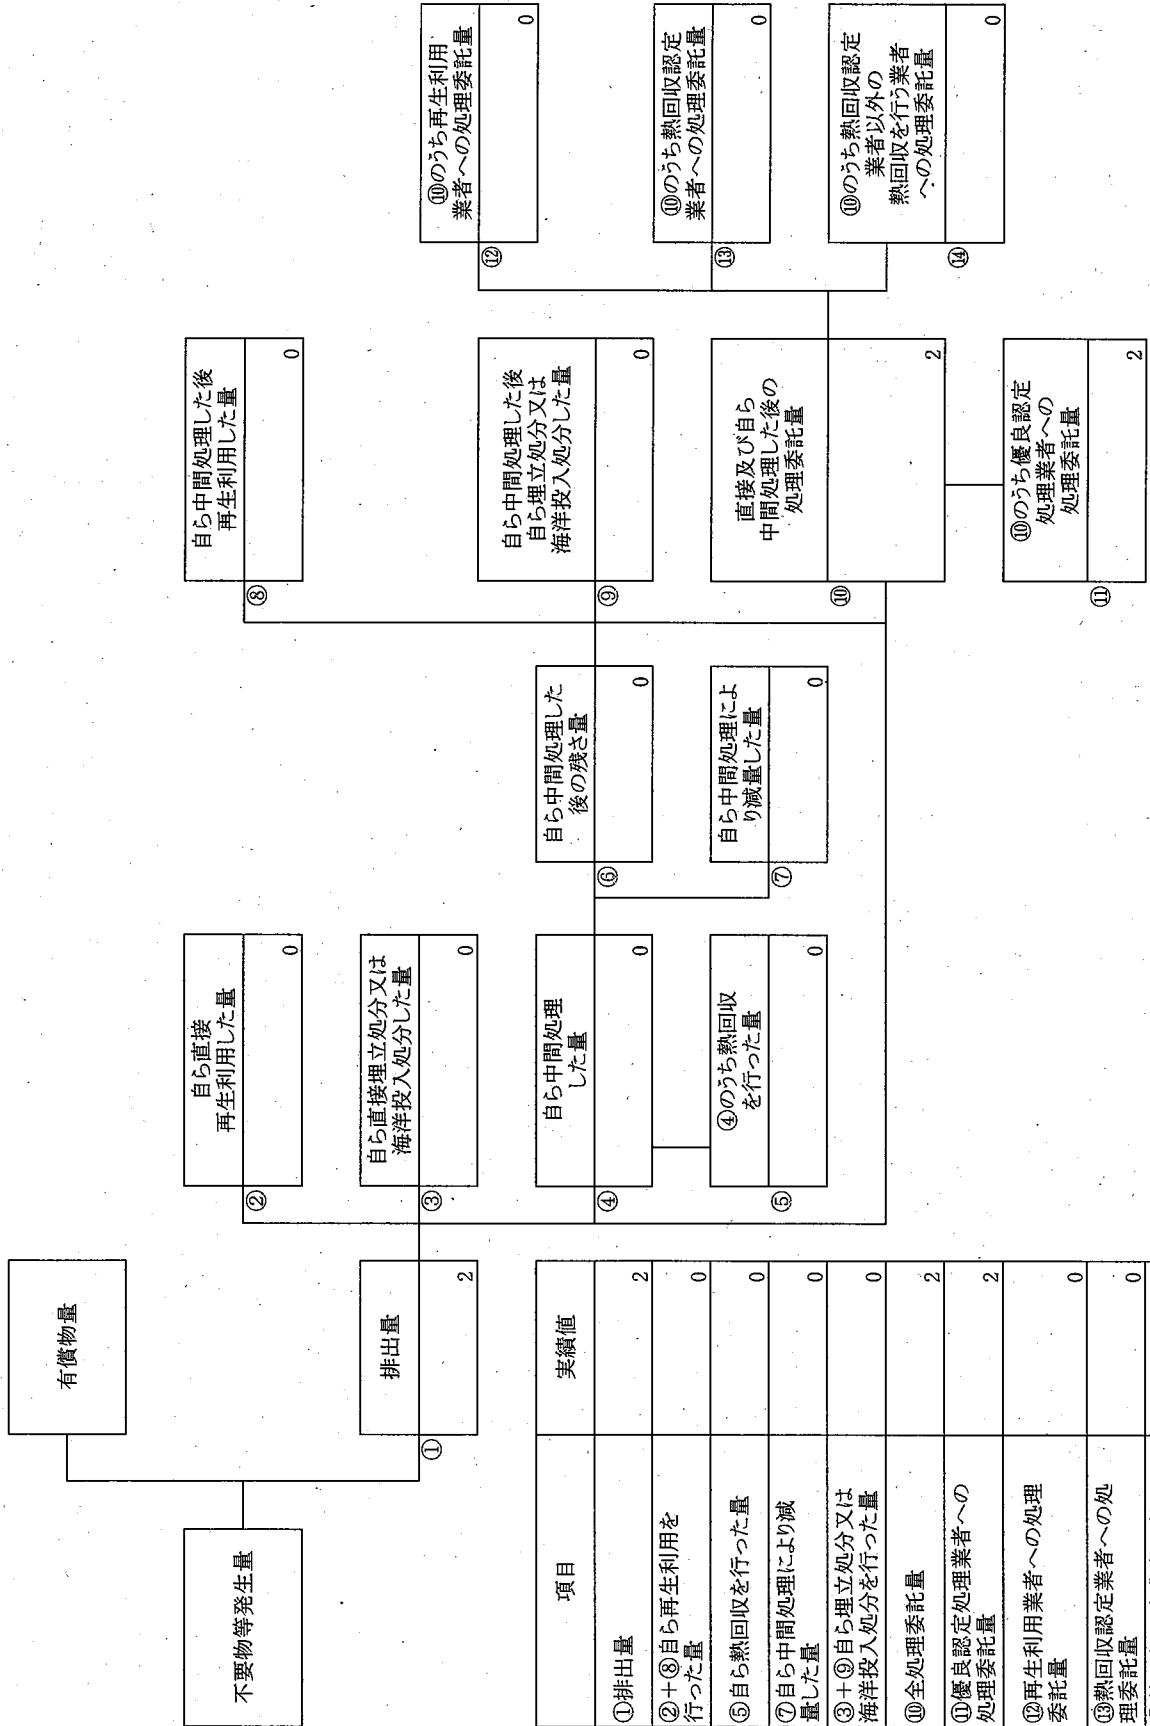 不要物等発生量
有償物量
①
排出量
2
②
自ら直接
再生利用した量
0
③
自ら直接埋立処分又は
海洋投入処分した量
0
④
自ら中間処理
した量
0
⑤
④のうち熱回収
を行った量
0
⑥
自ら中間処理した
後の残さ量
0
⑦
自ら中間処理によ
り減量した量
0
⑧
自ら中間処理した後
再生利用した量
0
⑨
自ら中間処理した後
自ら埋立処分又は
海洋投入処分した量
0
⑩
直接及び自ら
中間処理した後の
処理委託量
2
⑪
⑩のうち優良認定
処理業者への
処理委託量
2
⑫
⑩のうち再生利用
業者への処理委託量
0
⑬
⑩のうち熱回収認定
業者への処理委託量
0
⑭
⑩のうち熱回収認定
業者以外の
熱回収を行う業者
への処理委託量
0
項目 実績値
①排出量 2
②+⑧自ら再生利用を
行った量 0
⑤自ら熱回収を行った量 0
⑦自ら中間処理により減
量した量 0
③+⑨自ら埋立処分又は
海洋投入処分を行った量 0
⑩全処理委託量 2
⑪優良認定処理業者への
処理委託量 2
⑫再生利用業者への処理
委託量 0
⑬熱回収認定業者への処
理委託量 0